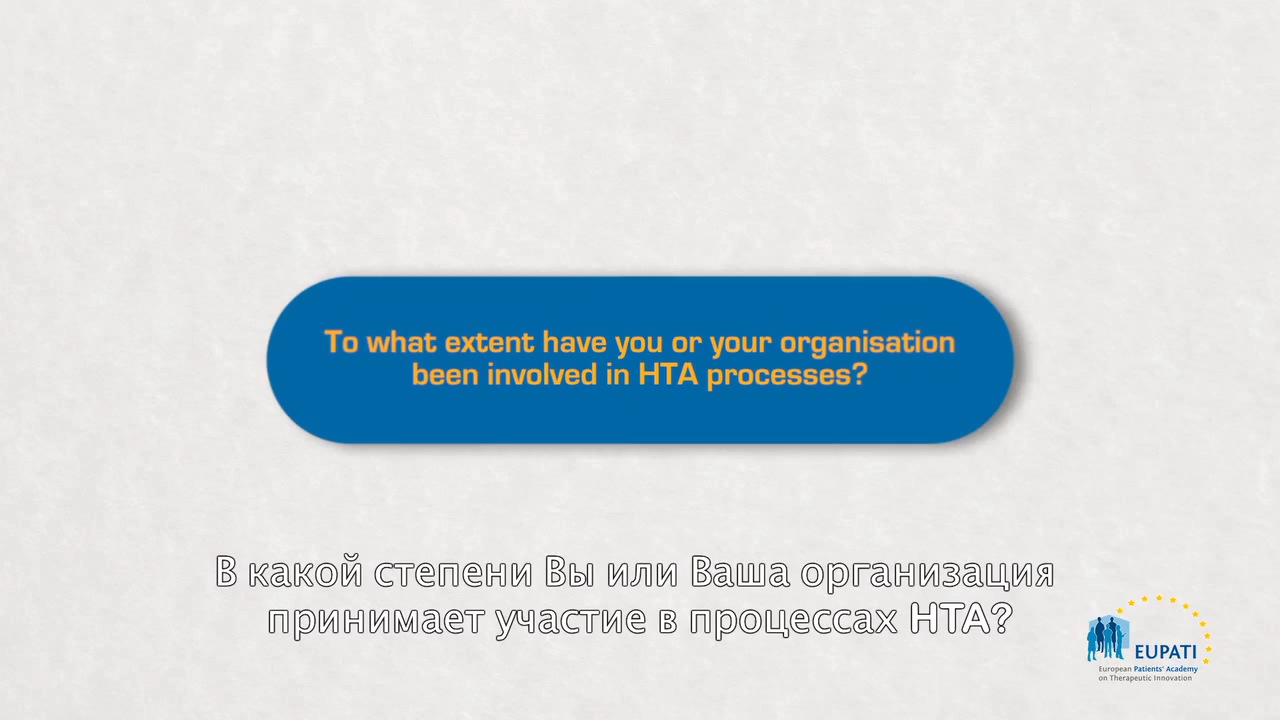 To what extent have you or your organisation
been involved in HTA processes?
В какой степени Вы или Ваша организация
принимает участие в процессах HTA?
EUPATI
European Patients' Academy
on Therapeutic Innovation